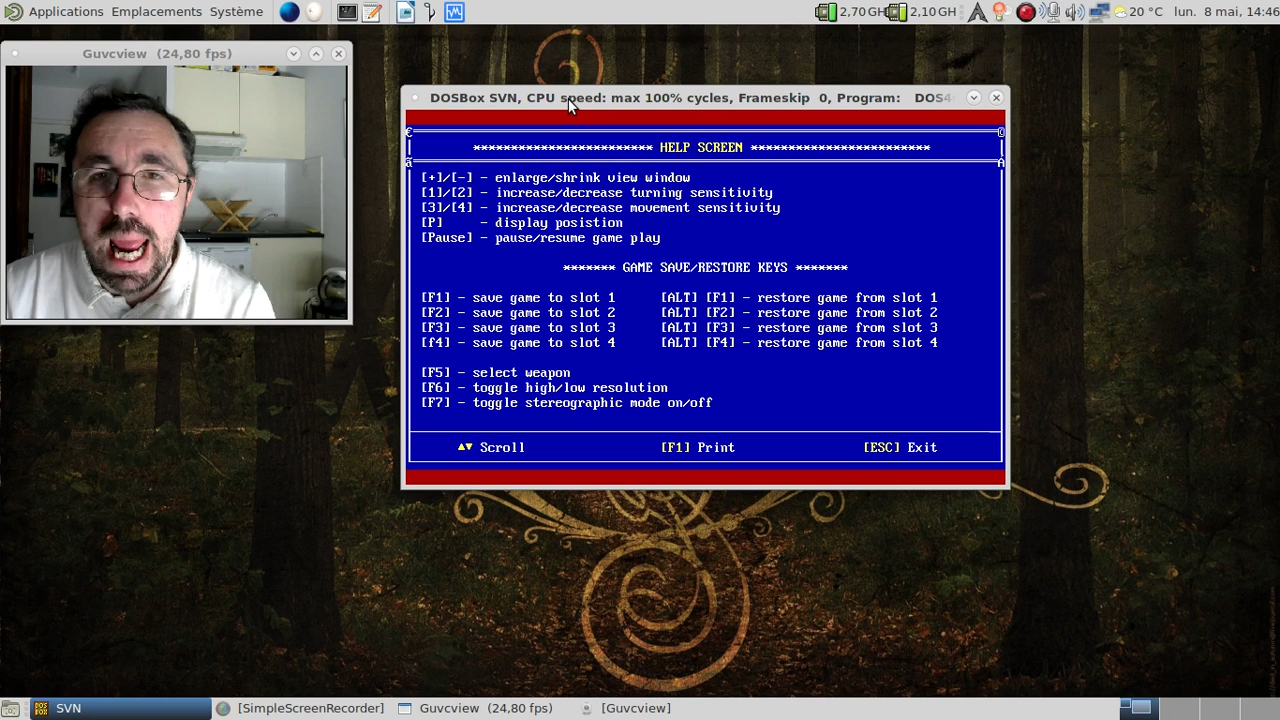 Applications Emplacements Système
2,70 GH 2,10 GH 20 °C lun. 8 mai, 14:46
Guvcview (24,80 fps)
DOSBox SVN, CPU speed: max 100% cycles, Frameskip 0, Program: DOS4
************************ HELP SCREEN ************************
[+]/[-] - enlarge/shrink view window
[1]/[2] - increase/decrease turning sensitivity
[3]/[4] - increase/decrease movement sensitivity
[P] - display posistion
[Pause] - pause/resume game play
******* GAME SAVE/RESTORE KEYS *******
[F1] - save game to slot 1 [ALT] [F1] - restore game from slot 1
[F2] - save game to slot 2 [ALT] [F2] - restore game from slot 2
[F3] - save game to slot 3 [ALT] [F3] - restore game from slot 3
[f4] - save game to slot 4 [ALT] [F4] - restore game from slot 4
[F5] - select weapon
[F6] - toggle high/low resolution
[F7] - toggle stereographic mode on/off
▲▼ Scroll [F1] Print [ESC] Exit
DOS BOX SVN [SimpleScreenRecorder] Guvcview (24,80 fps) [Guvcview]